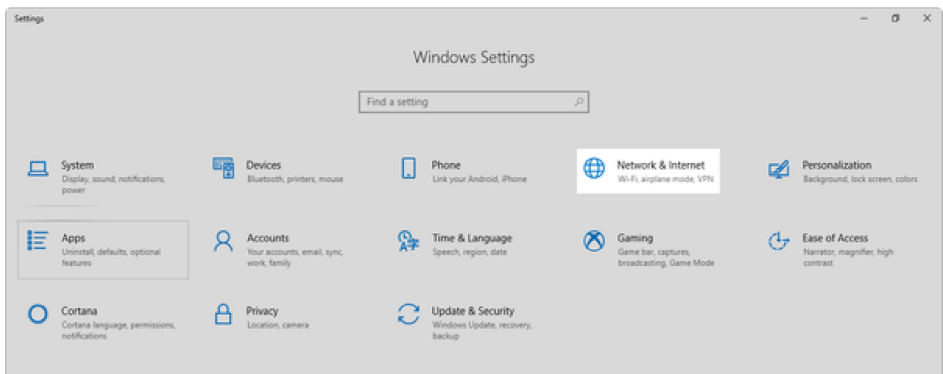 Settings
Windows Settings
Find a setting
System
Display, sound, notifications,
power
Devices
Bluetooth, printers, mouse
Phone
Link your Android, iPhone
Network & Internet
Wi-Fi, airplane mode, VPN
Personalization
Background, lock screen, colors
Apps
Uninstall, defaults, optional
features
Accounts
Your accounts, email, sync,
work, family
Time & Language
Speech, region, date
Gaming
Game bar, captures,
broadcasting, Game Mode
Ease of Access
Narrator, magnifier, high
contrast
Cortana
Cortana language, permissions,
notifications
Privacy
Location, camera
Update & Security
Windows Update, recovery,
backup